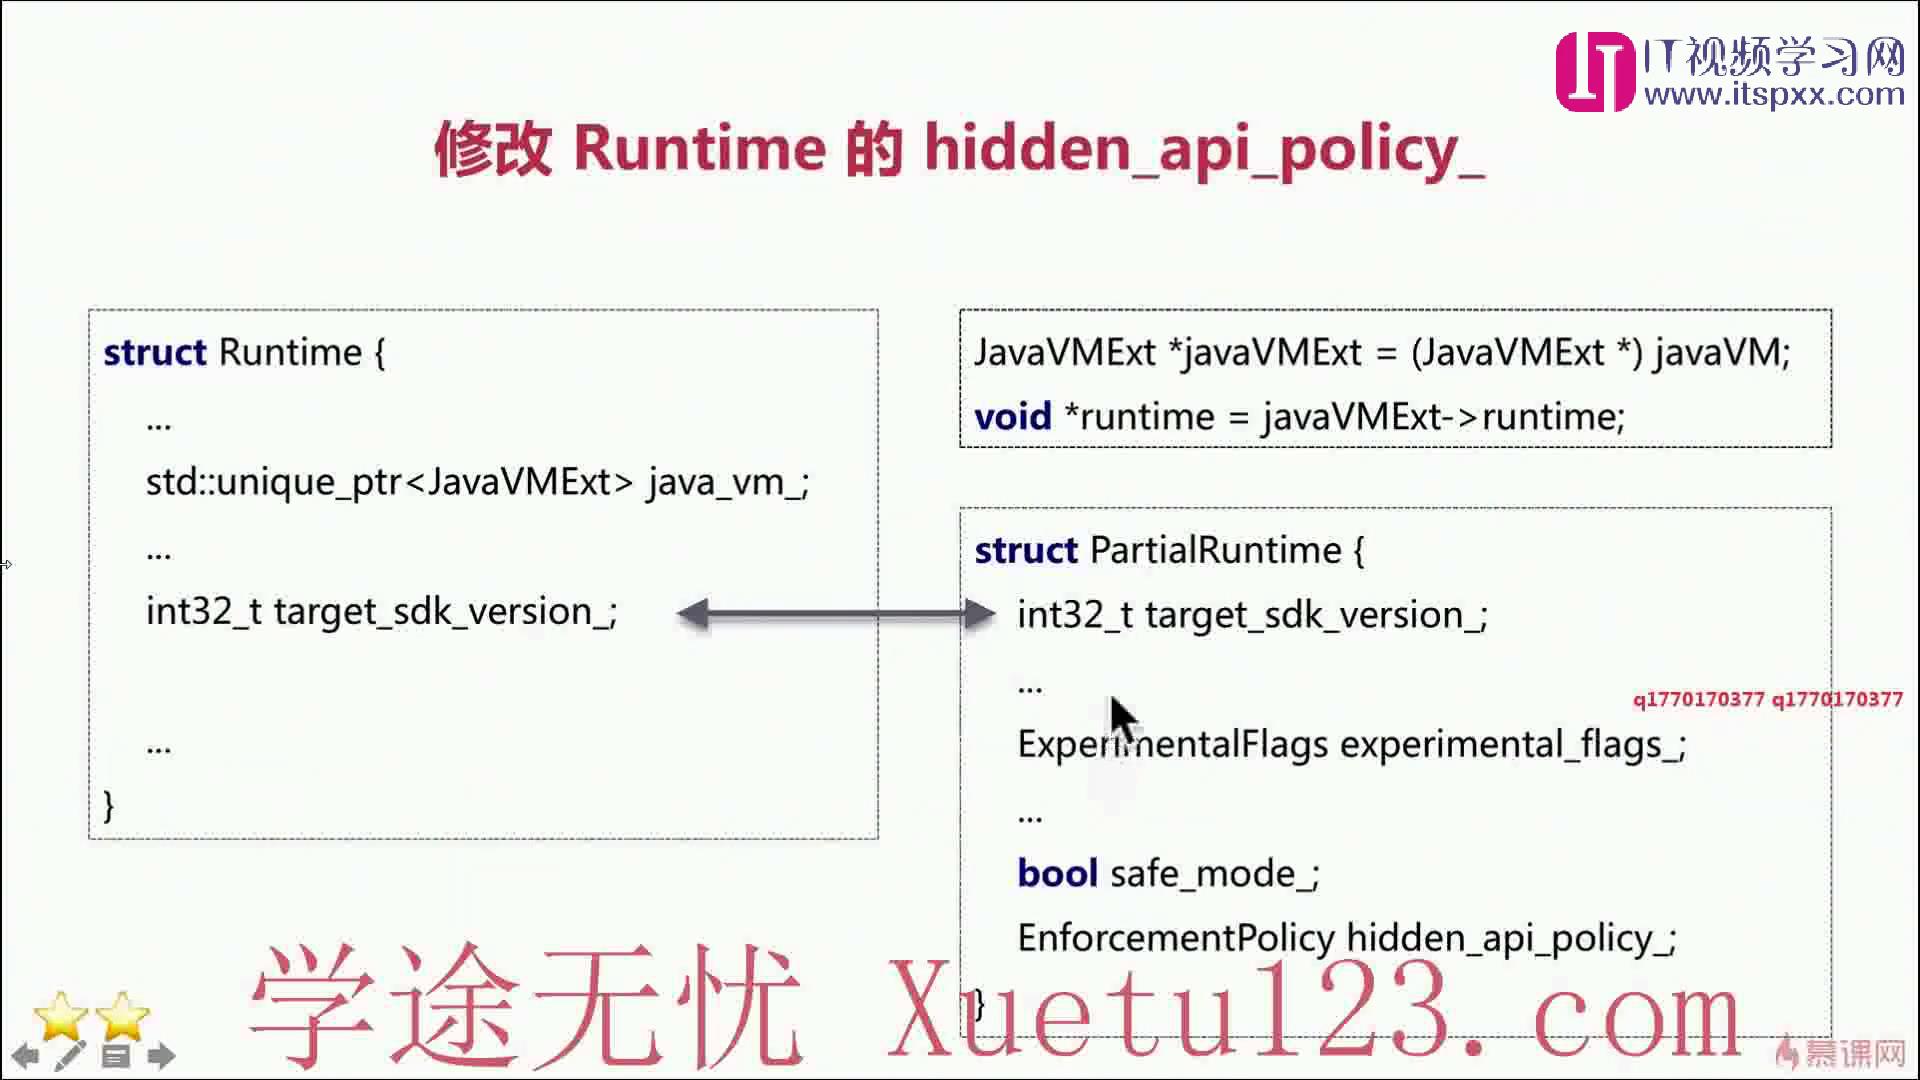 IT视频学习网
www.itspxx.com
修改 Runtime 的 hidden_api_policy_
struct Runtime {
...
std::unique_ptr<JavaVMExt> java_vm_;
...
int32_t target_sdk_version_;
...
}
JavaVMExt *javaVMExt = (JavaVMExt *) javaVM;
void *runtime = javaVMExt->runtime;
struct PartialRuntime {
int32_t target_sdk_version_;
...
q1770170377 q1770170377
ExperimentalFlags experimental_flags_;
...
bool safe_mode_;
EnforcementPolicy hidden_api_policy_;
}
学途无忧 Xuetu123.com
慕课网